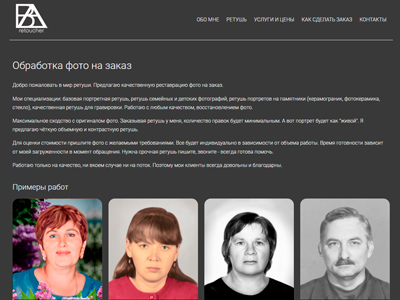 retoucher
ОБО МНЕ РЕТУШЬ УСЛУГИ И ЦЕНЫ КАК СДЕЛАТЬ ЗАКАЗ КОНТАКТЫ
Обработка фото на заказ
Добро пожаловать в мир ретуши. Предлагаю качественную реставрацию фото на заказ.
Мои специализации: базовая портретная ретушь, ретушь семейных и детских фотографий, ретушь портретов на памятники (керамогранит, фотокерамика,
стекло), качественная ретушь для гравировки. Работаю с любым качеством, восстановлением фото.
Максимальное сходство с оригиналом фото. Заказывая ретушь у меня, количество правок будет минимальным. А вот портрет будет как "живой". Я
предлагаю чёткую объемную и контрастную ретушь.
Для оценки стоимости пришлите фото с желаемыми требованиями. Все будет индивидуально в зависимости от объема работы. Время готовности зависит
от моей загруженности в момент обращения. Нужна срочная ретушь пишите, звоните - всегда готова помочь.
Работаю только на качество, ни вкоем случае ни на поток. Поэтому мои клиенты всегда довольны и благодарны.
Примеры работ